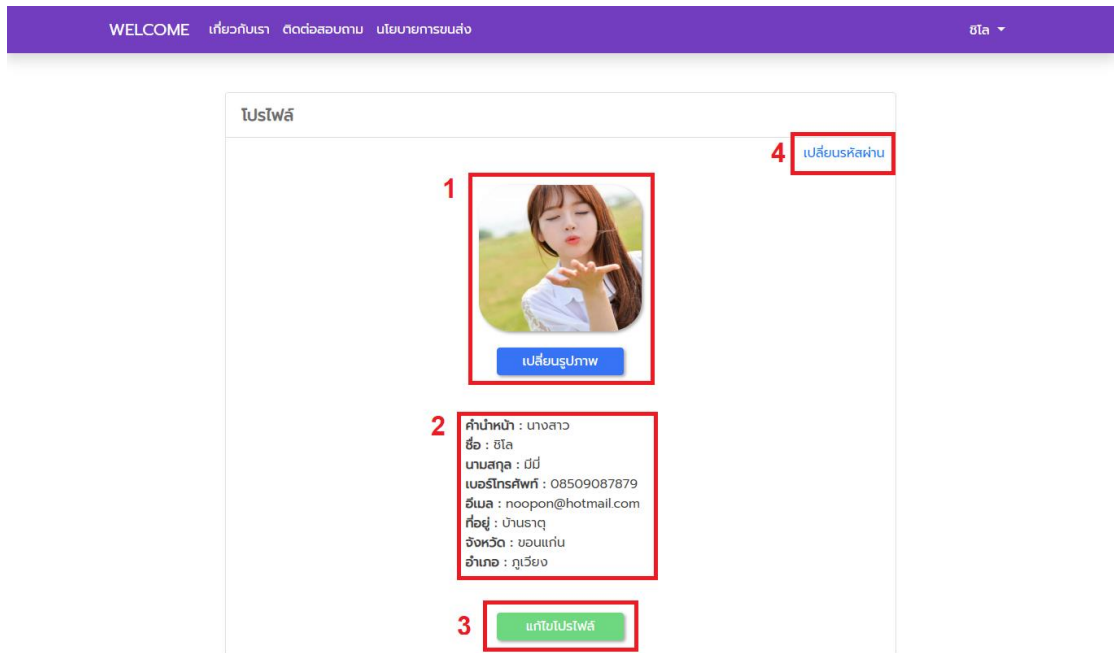 WELCOME เกี่ยวกับเรา ติดต่อสอบถาม นโยบายการขนส่ง ชิโล
โปรไฟล์
4 เปลี่ยนรหัสผ่าน
1
เปลี่ยนรูปภาพ
2 คำนำหน้า : นางสาว
ชื่อ : ชิโล
นามสกุล : มีมี่
เบอร์โทรศัพท์ : 08509087879
อีเมล : noopon@hotmail.com
ที่อยู่ : บ้านธาตุ
จังหวัด : ขอนแก่น
อำเภอ : ภูเวียง
3 แก้ไขโปรไฟล์